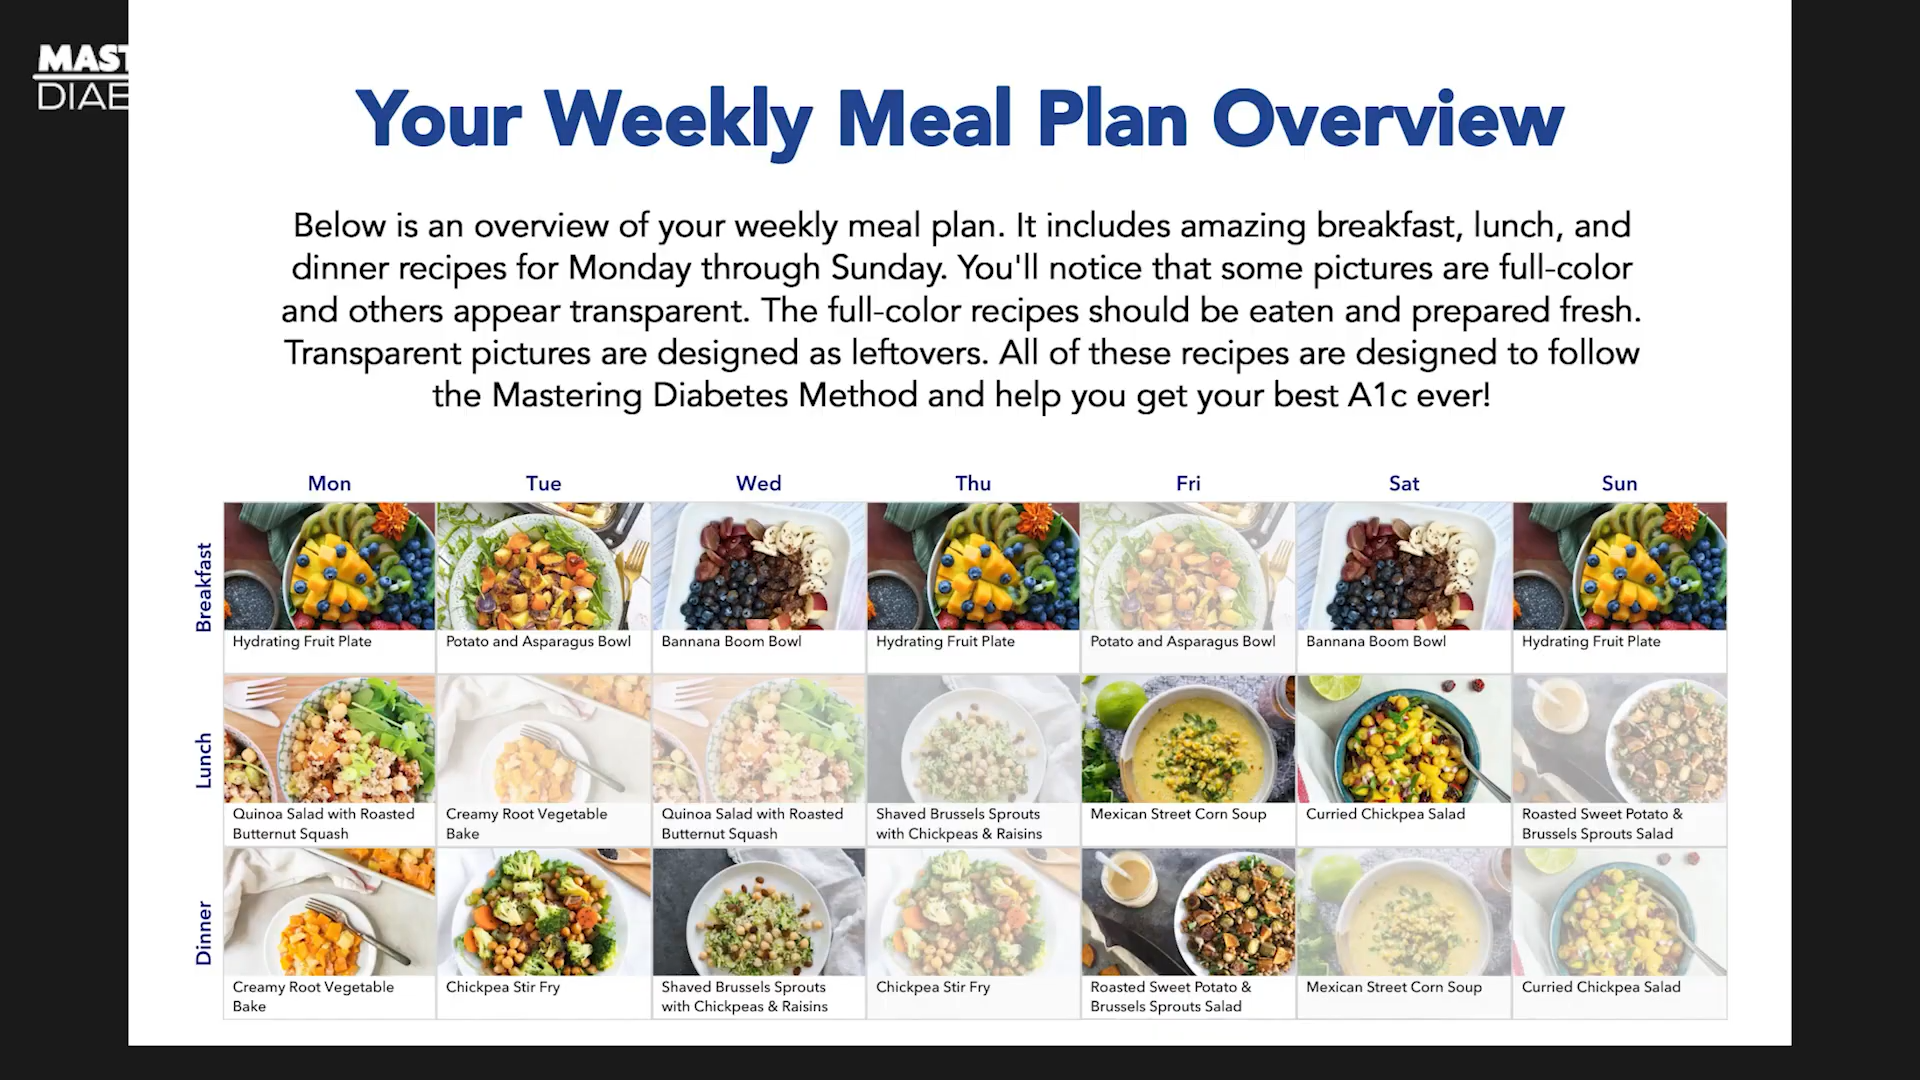 MAST
DIAB
Your Weekly Meal Plan Overview
Below is an overview of your weekly meal plan. It includes amazing breakfast, lunch, and
dinner recipes for Monday through Sunday. You'll notice that some pictures are full-color
and others appear transparent. The full-color recipes should be eaten and prepared fresh.
Transparent pictures are designed as leftovers. All of these recipes are designed to follow
the Mastering Diabetes Method and help you get your best A1c ever!
Mon Tue Wed Thu Fri Sat Sun
Breakfast
Hydrating Fruit Plate
Potato and Asparagus Bowl
Bannana Boom Bowl
Hydrating Fruit Plate
Potato and Asparagus Bowl
Bannana Boom Bowl
Hydrating Fruit Plate
Lunch
Quinoa Salad with Roasted
Butternut Squash
Creamy Root Vegetable
Bake
Quinoa Salad with Roasted
Butternut Squash
Shaved Brussels Sprouts
with Chickpeas & Raisins
Mexican Street Corn Soup
Curried Chickpea Salad
Roasted Sweet Potato &
Brussels Sprouts Salad
Dinner
Creamy Root Vegetable
Bake
Chickpea Stir Fry
Shaved Brussels Sprouts
with Chickpeas & Raisins
Chickpea Stir Fry
Roasted Sweet Potato &
Brussels Sprouts Salad
Mexican Street Corn Soup
Curried Chickpea Salad